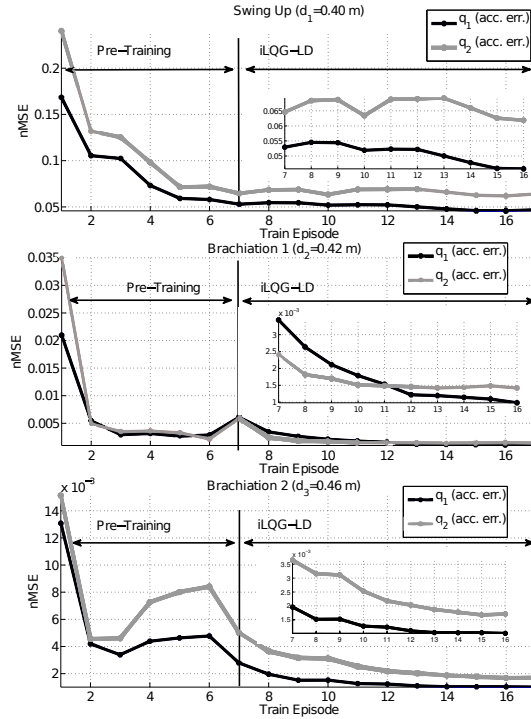 Swing Up (d1=0.40 m)
q1 (acc. err.)
q2 (acc. err.)
Pre−Training
iLQG−LD
nMSE
0.2
0.15
0.1
0.05
0.065
0.06
0.055
0.05
7 8 9 10 11 12 13 14 15 16
2 4 6 8 10 12 14 16
Train Episode
Brachiation 1 (d2=0.42 m)
q1 (acc. err.)
q2 (acc. err.)
Pre−Training
iLQG−LD
nMSE
0.035
0.03
0.025
0.02
0.015
0.01
0.005
x 10−3
3
2.5
2
1.5
1
7 8 9 10 11 12 13 14 15 16
2 4 6 8 10 12 14 16
Train Episode
x 10−3
Brachiation 2 (d3=0.46 m)
q1 (acc. err.)
q2 (acc. err.)
Pre−Training
iLQG−LD
nMSE
14
12
10
8
6
4
2
x 10−3
3.5
3
2.5
2
1.5
1
7 8 9 10 11 12 13 14 15 16
2 4 6 8 10 12 14 16
Train Episode